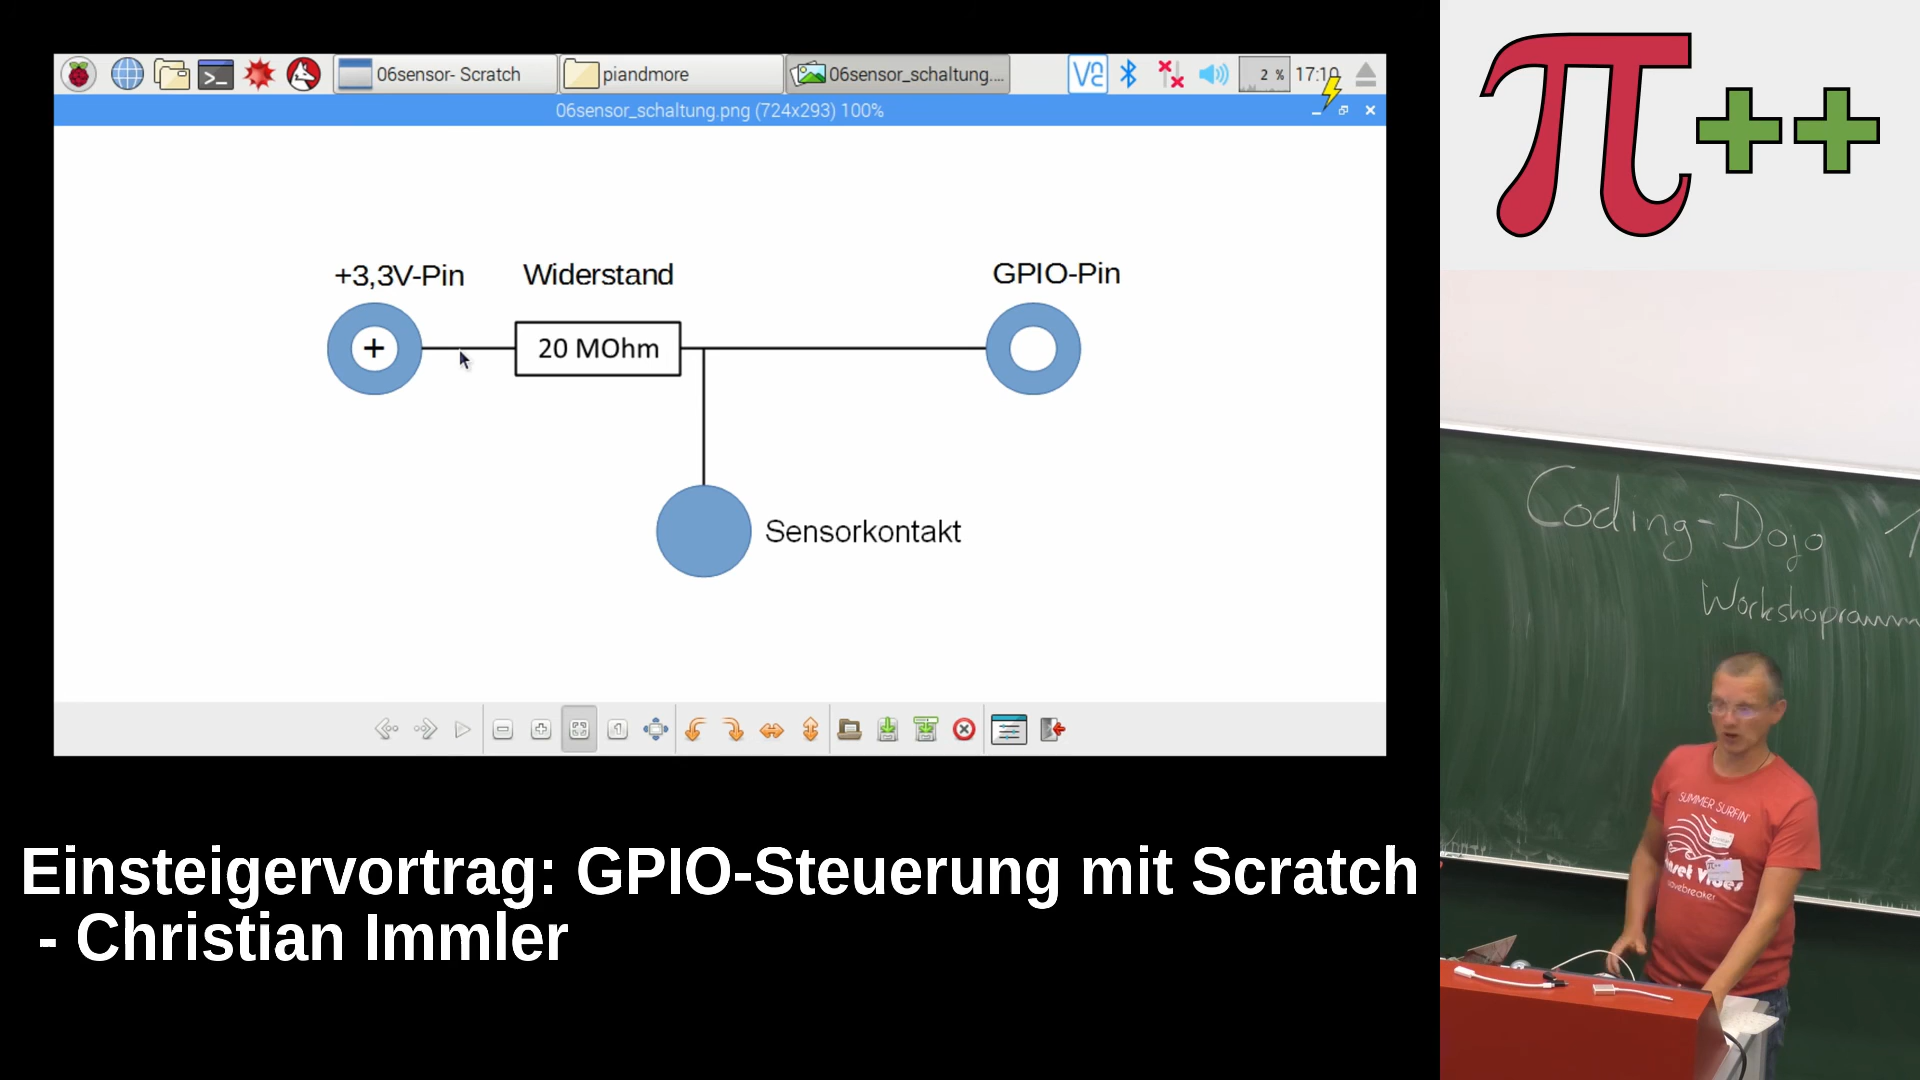 06sensor- Scratch
piandmore
06sensor_schaltung....
2 %
17:10
06sensor_schaltung.png (724x293) 100%
+3,3V-Pin
Widerstand
GPIO-Pin
+
20 MOhm
Sensorkontakt
Einsteigervortrag: GPIO-Steuerung mit Scratch
- Christian Immler
π++
Coding-Dojo
SUMMER SURFIN'